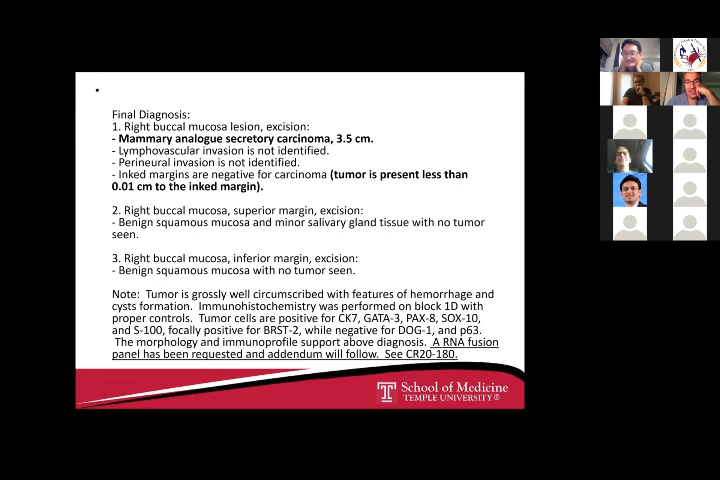 Final Diagnosis:
1. Right buccal mucosa lesion, excision:
- Mammary analogue secretory carcinoma, 3.5 cm.
- Lymphovascular invasion is not identified.
- Perineural invasion is not identified.
- Inked margins are negative for carcinoma (tumor is present less than
0.01 cm to the inked margin).
2. Right buccal mucosa, superior margin, excision:
- Benign squamous mucosa and minor salivary gland tissue with no tumor
seen.
3. Right buccal mucosa, inferior margin, excision:
- Benign squamous mucosa with no tumor seen.
Note:  Tumor is grossly well circumscribed with features of hemorrhage and
cysts formation.  Immunohistochemistry was performed on block 1D with
proper controls.  Tumor cells are positive for CK7, GATA-3, PAX-8, SOX-10,
and S-100, focally positive for BRST-2, while negative for DOG-1, and p63.
The morphology and immunoprofile support above diagnosis.  A RNA fusion
panel has been requested and addendum will follow.  See CR20-180.
School of Medicine
TEMPLE UNIVERSITY®